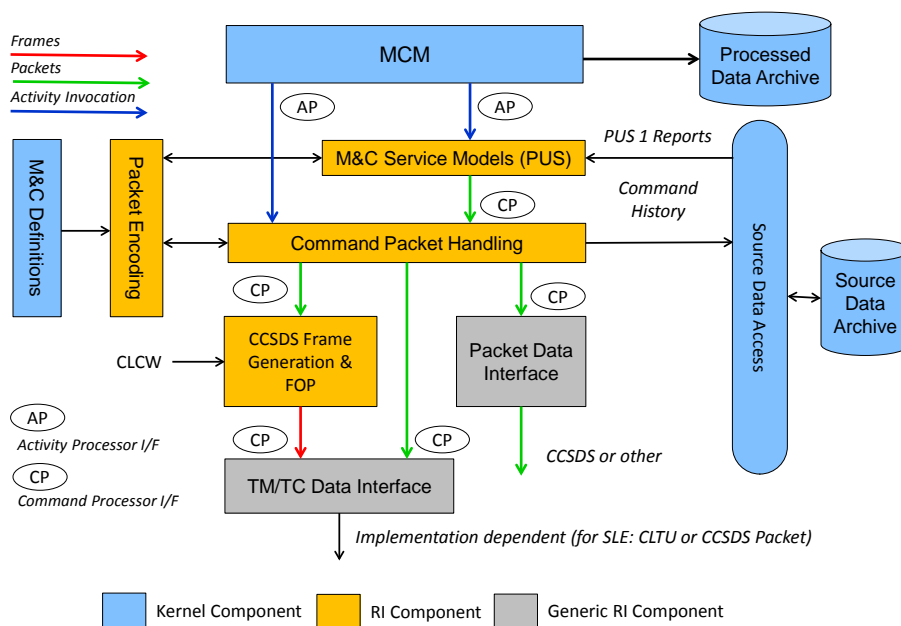 Frames
Packets
Activity Invocation
MCM
Processed
Data Archive
AP
AP
PUS 1 Reports
M&C Service Models (PUS)
M&C Definitions
Packet Encoding
CP
Command
History
Command Packet Handling
Source Data Access
Source
Data
Archive
CP
CP
CCSDS Frame
Generation &
FOP
Packet Data
Interface
CLCW
AP
Activity Processor I/F
CP
CP
CCSDS or other
CP
Command Processor I/F
TM/TC Data Interface
Implementation dependent (for SLE: CLTU or CCSDS Packet)
Kernel Component
RI Component
Generic RI Component